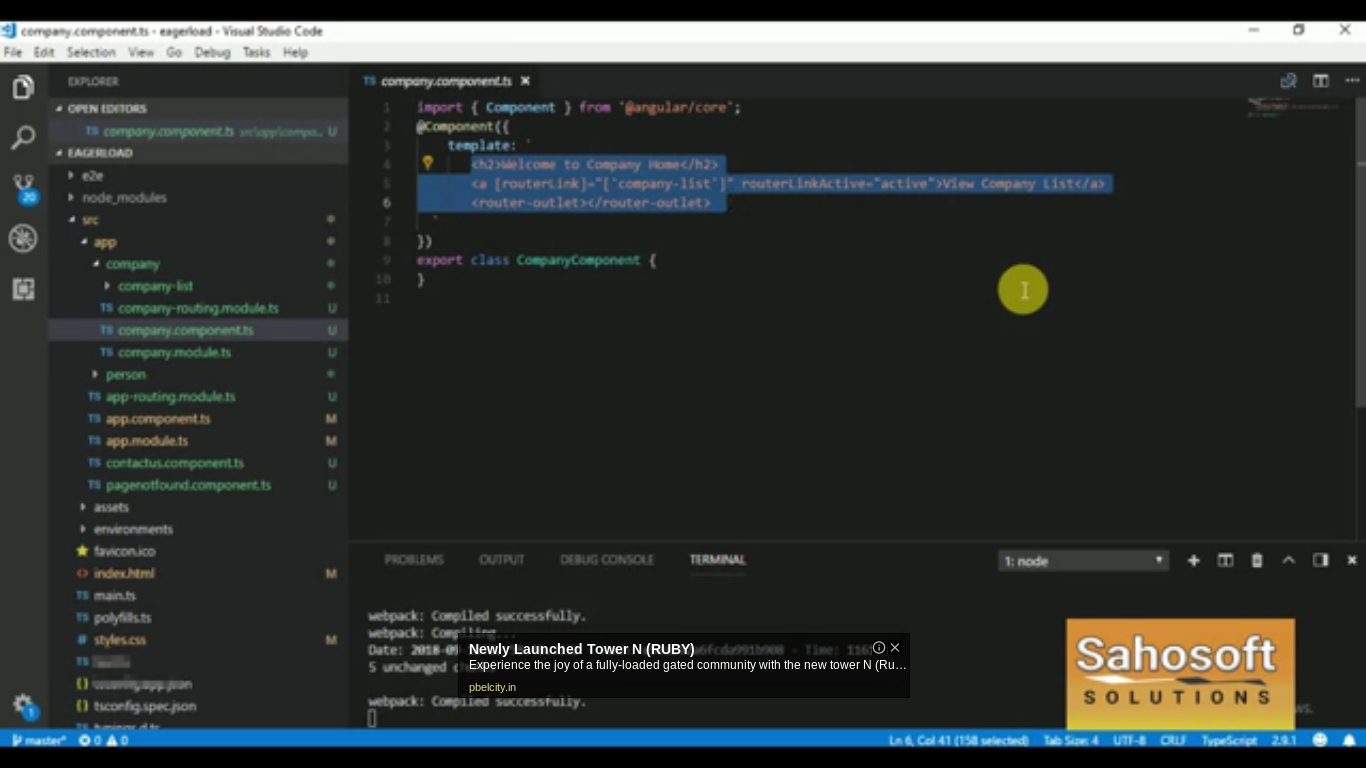 company.component.ts - eagerload - Visual Studio Code
File Edit Selection View Go Debug Tasks Help
EXPLORER
OPEN EDITORS
TS company.component.ts src\app\compa... U
EAGERLOAD
e2e
node_modules
src
app
company
company-list
TS company-routing.module.ts U
TS company.component.ts U
TS company.module.ts U
person
TS app-routing.module.ts U
TS app.component.ts M
TS app.module.ts M
TS contactus.component.ts U
TS pagenotfound.component.ts U
assets
environments
favicon.ico
<> index.html M
TS main.ts
TS polyfills.ts
# styles.css M
TS
{} tsconfig.app.json
{} tsconfig.spec.json
TS typings.d.ts
20
1
TS company.component.ts
1 import { Component } from '@angular/core';
2 @Component({
3 template: `
4 <h2>Welcome to Company Home</h2>
5 <a [routerLink]="['company-list']" routerLinkActive="active">View Company List</a>
6 <router-outlet></router-outlet>
7 `
8 })
9 export class CompanyComponent {
10 }
11
PROBLEMS OUTPUT DEBUG CONSOLE TERMINAL 1: node
webpack: Compiled successfully.
webpack: Compiling...
Date: 2018-09 a6fcda991b908 - Time: 116
5 unchanged
webpack: Compiled successfully.
Newly Launched Tower N (RUBY)
Experience the joy of a fully-loaded gated community with the new tower N (Ru...
pbelcity.in
Sahosoft
SOLUTIONS
master* 0 0 Ln 6, Col 41 (158 selected) Tab Size: 4 UTF-8 CRLF TypeScript 2.9.1